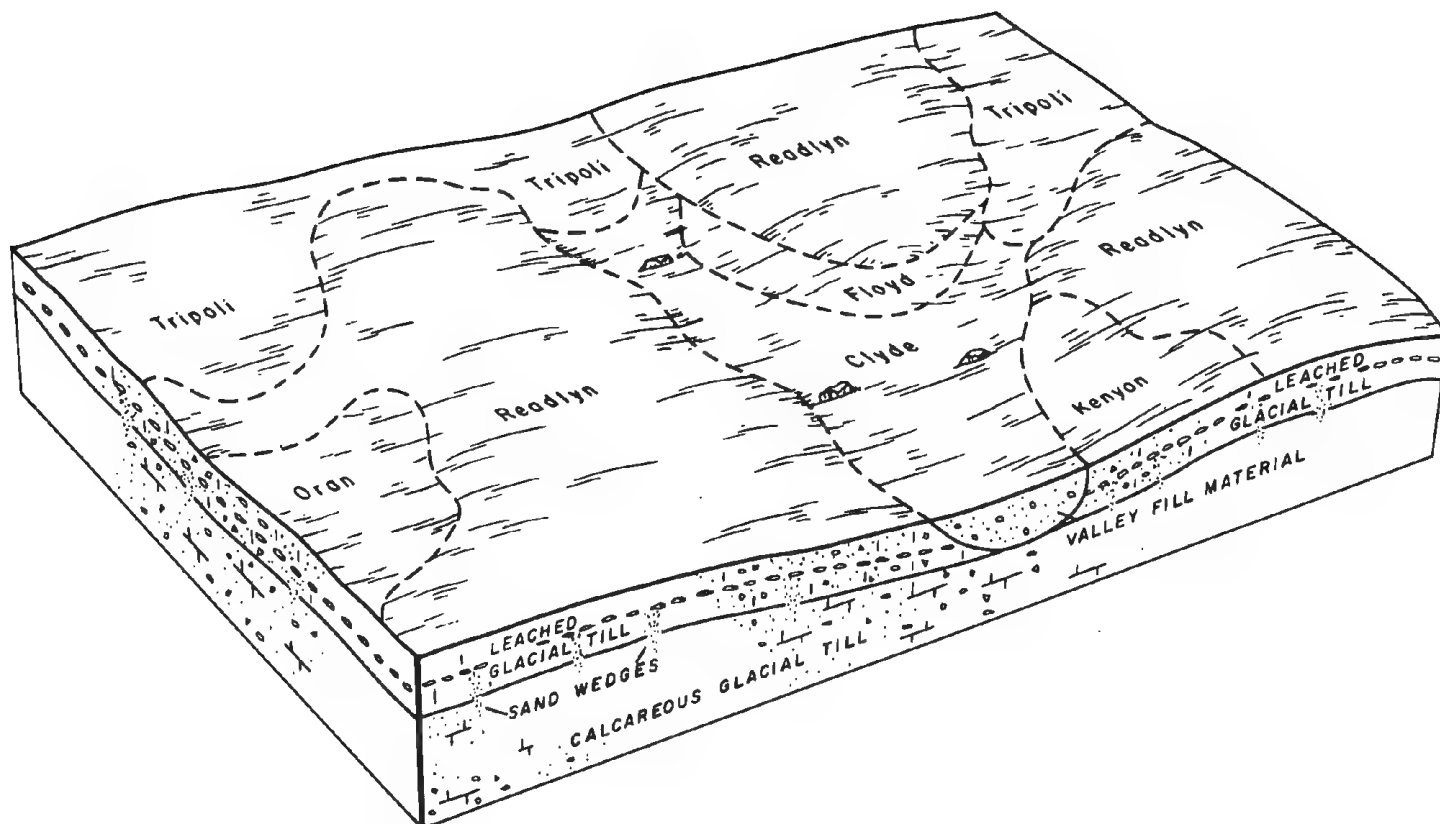 Tripoli
Readlyn
Tripoli
Tripoli
Readlyn
Floyd
Clyde
Readlyn
Kenyon
Oran
LEACHED
GLACIAL TILL
VALLEY FILL MATERIAL
LEACHED
GLACIAL TILL
SAND WEDGES
CALCAREOUS GLACIAL TILL